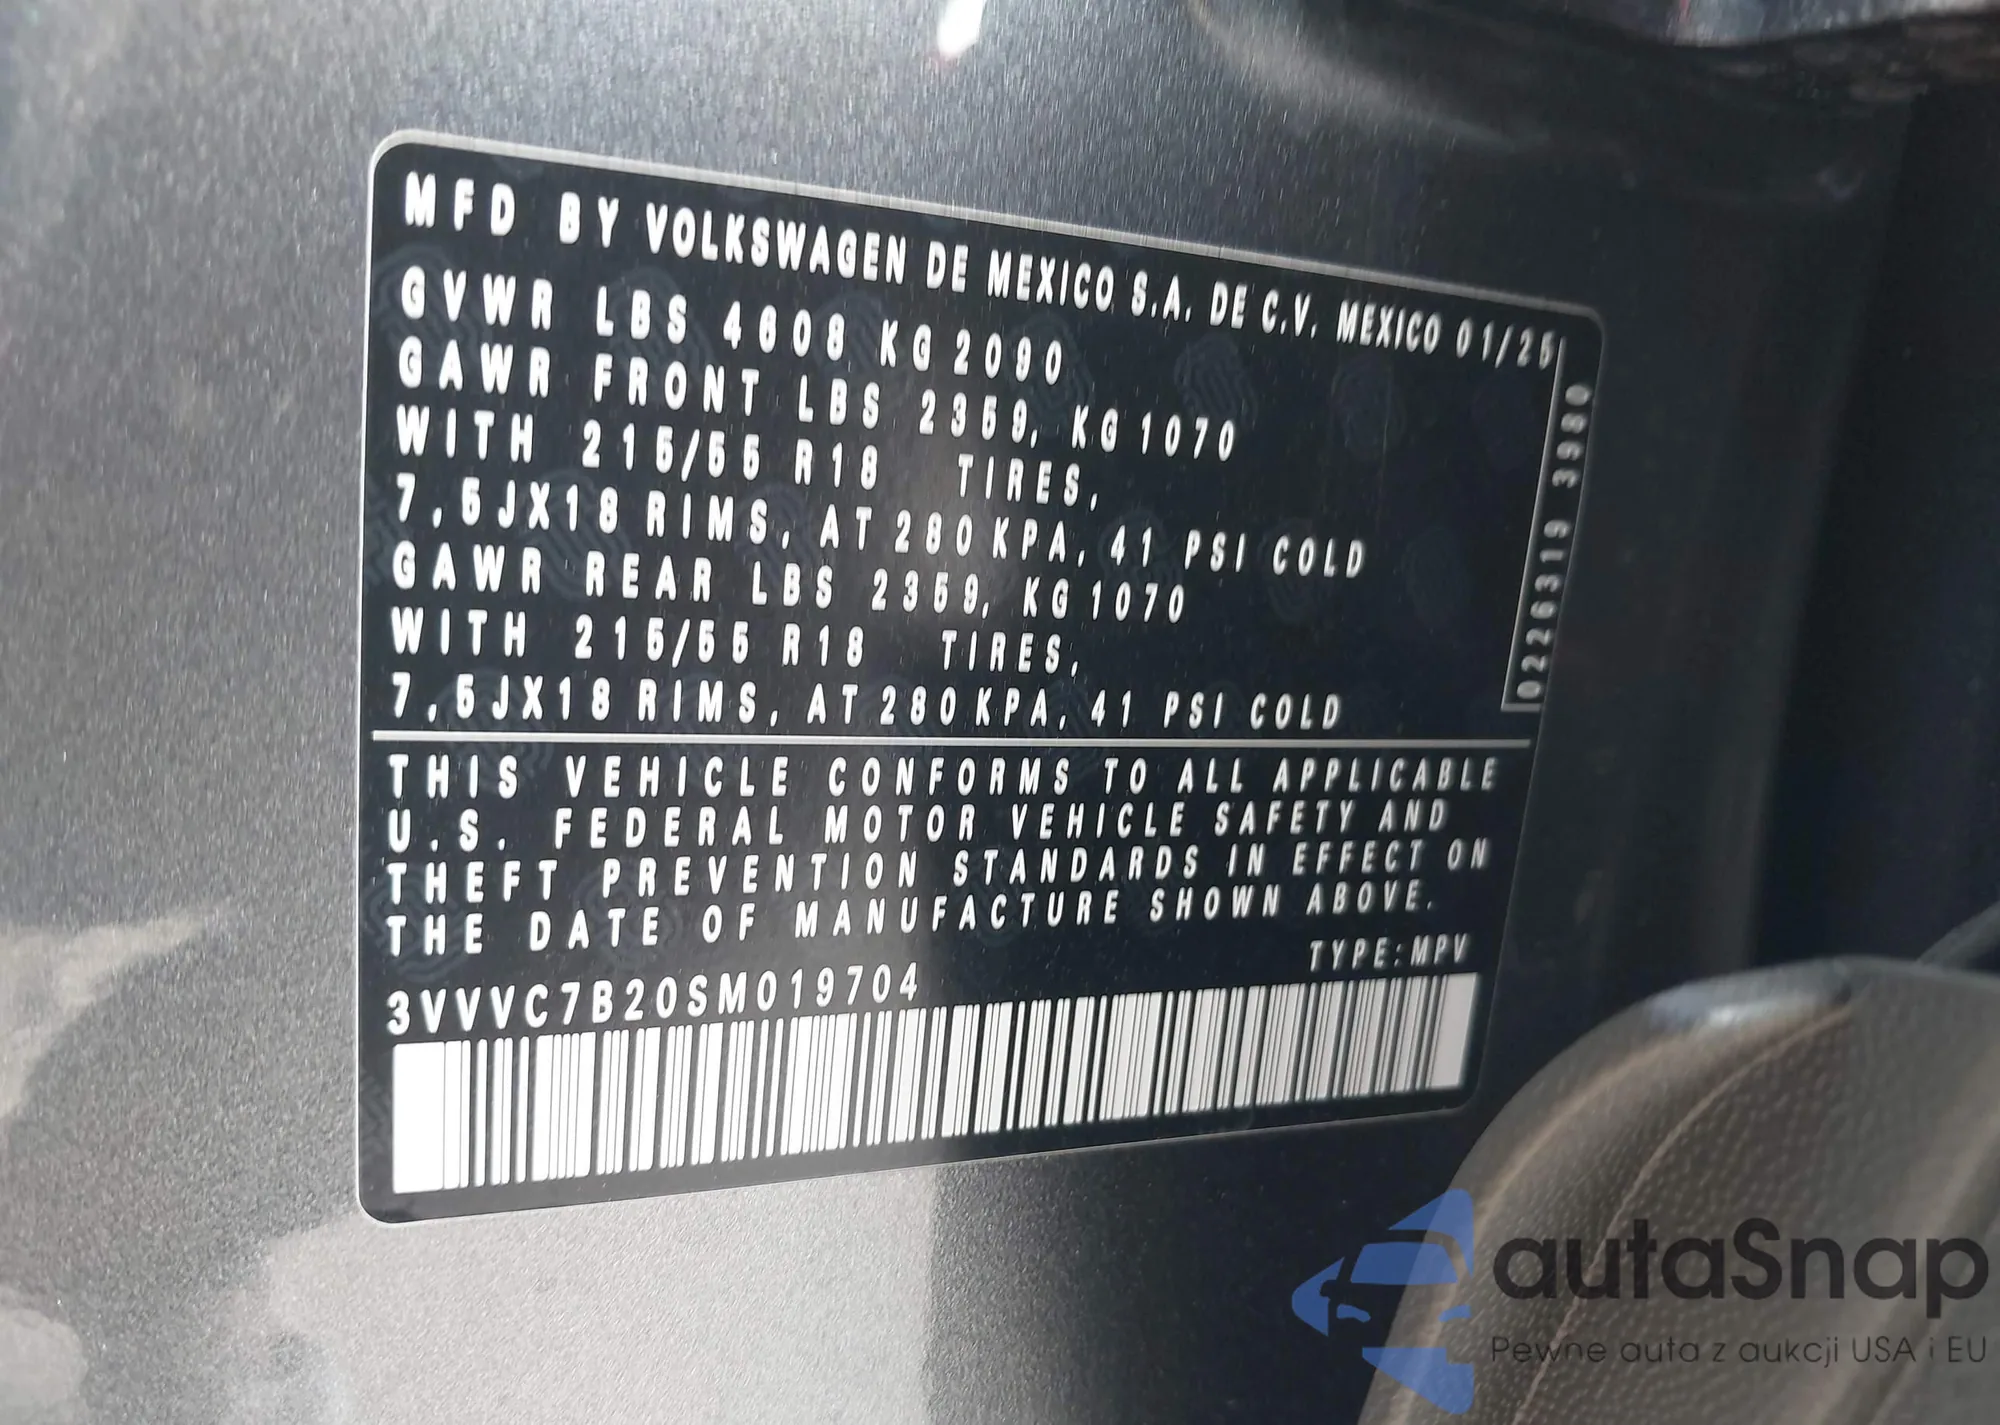 MFD BY VOLKSWAGEN DE MEXICO S.A. DE C.V. MEXICO 01/25
GVWR LBS 4608 KG 2090
GAWR FRONT LBS 2359, KG 1070
WITH 215/55 R18 TIRES,
7,5JX18 RIMS, AT 280 KPA, 41 PSI COLD
GAWR REAR LBS 2359, KG 1070
WITH 215/55 R18 TIRES,
7,5JX18 RIMS, AT 280 KPA, 41 PSI COLD
0226319 3980
THIS VEHICLE CONFORMS TO ALL APPLICABLE
U.S. FEDERAL MOTOR VEHICLE SAFETY AND
THEFT PREVENTION STANDARDS IN EFFECT ON
THE DATE OF MANUFACTURE SHOWN ABOVE.
TYPE:MPV
3VVVC7B20SM019704
autaSnap
Pewne auta z aukcji USA i EU